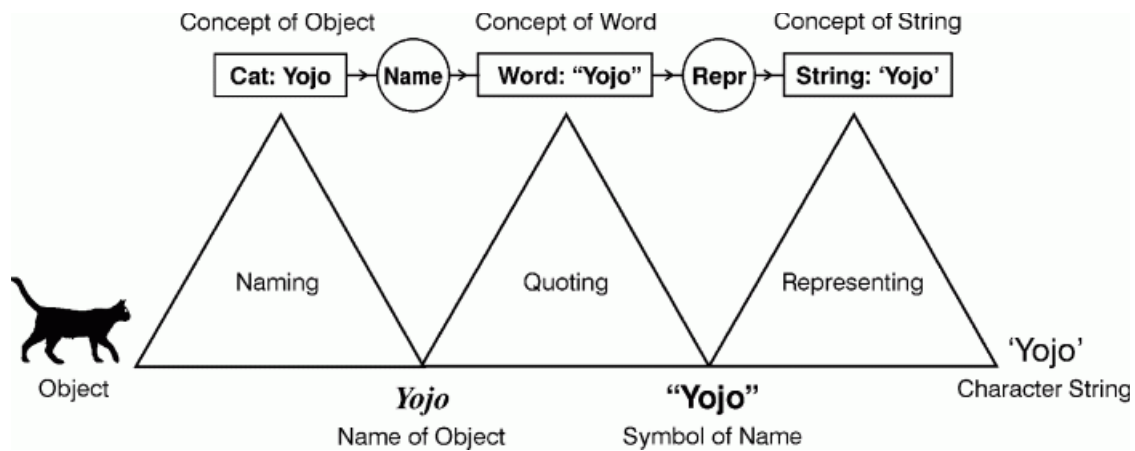 Concept of Object Concept of Word Concept of String
Cat: Yojo Name Word: “Yojo” Repr String: ‘Yojo’
Naming Quoting Representing
‘Yojo’
Object Character String
Yojo “Yojo”
Name of Object Symbol of Name